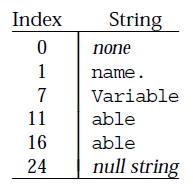 Index String
0 none
1 name.
7 Variable
11 able
16 able
24 null string